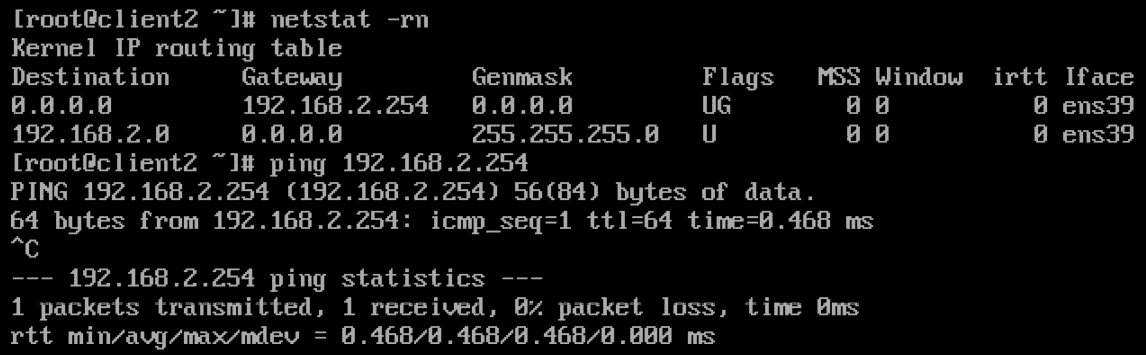 [root@client2 ~]# netstat -rn
Kernel IP routing table
Destination     Gateway         Genmask         Flags   MSS Window  irtt Iface
0.0.0.0         192.168.2.254   0.0.0.0         UG        0 0          0 ens39
192.168.2.0     0.0.0.0         255.255.255.0   U         0 0          0 ens39
[root@client2 ~]# ping 192.168.2.254
PING 192.168.2.254 (192.168.2.254) 56(84) bytes of data.
64 bytes from 192.168.2.254: icmp_seq=1 ttl=64 time=0.468 ms
^C
--- 192.168.2.254 ping statistics ---
1 packets transmitted, 1 received, 0% packet loss, time 0ms
rtt min/avg/max/mdev = 0.468/0.468/0.468/0.000 ms